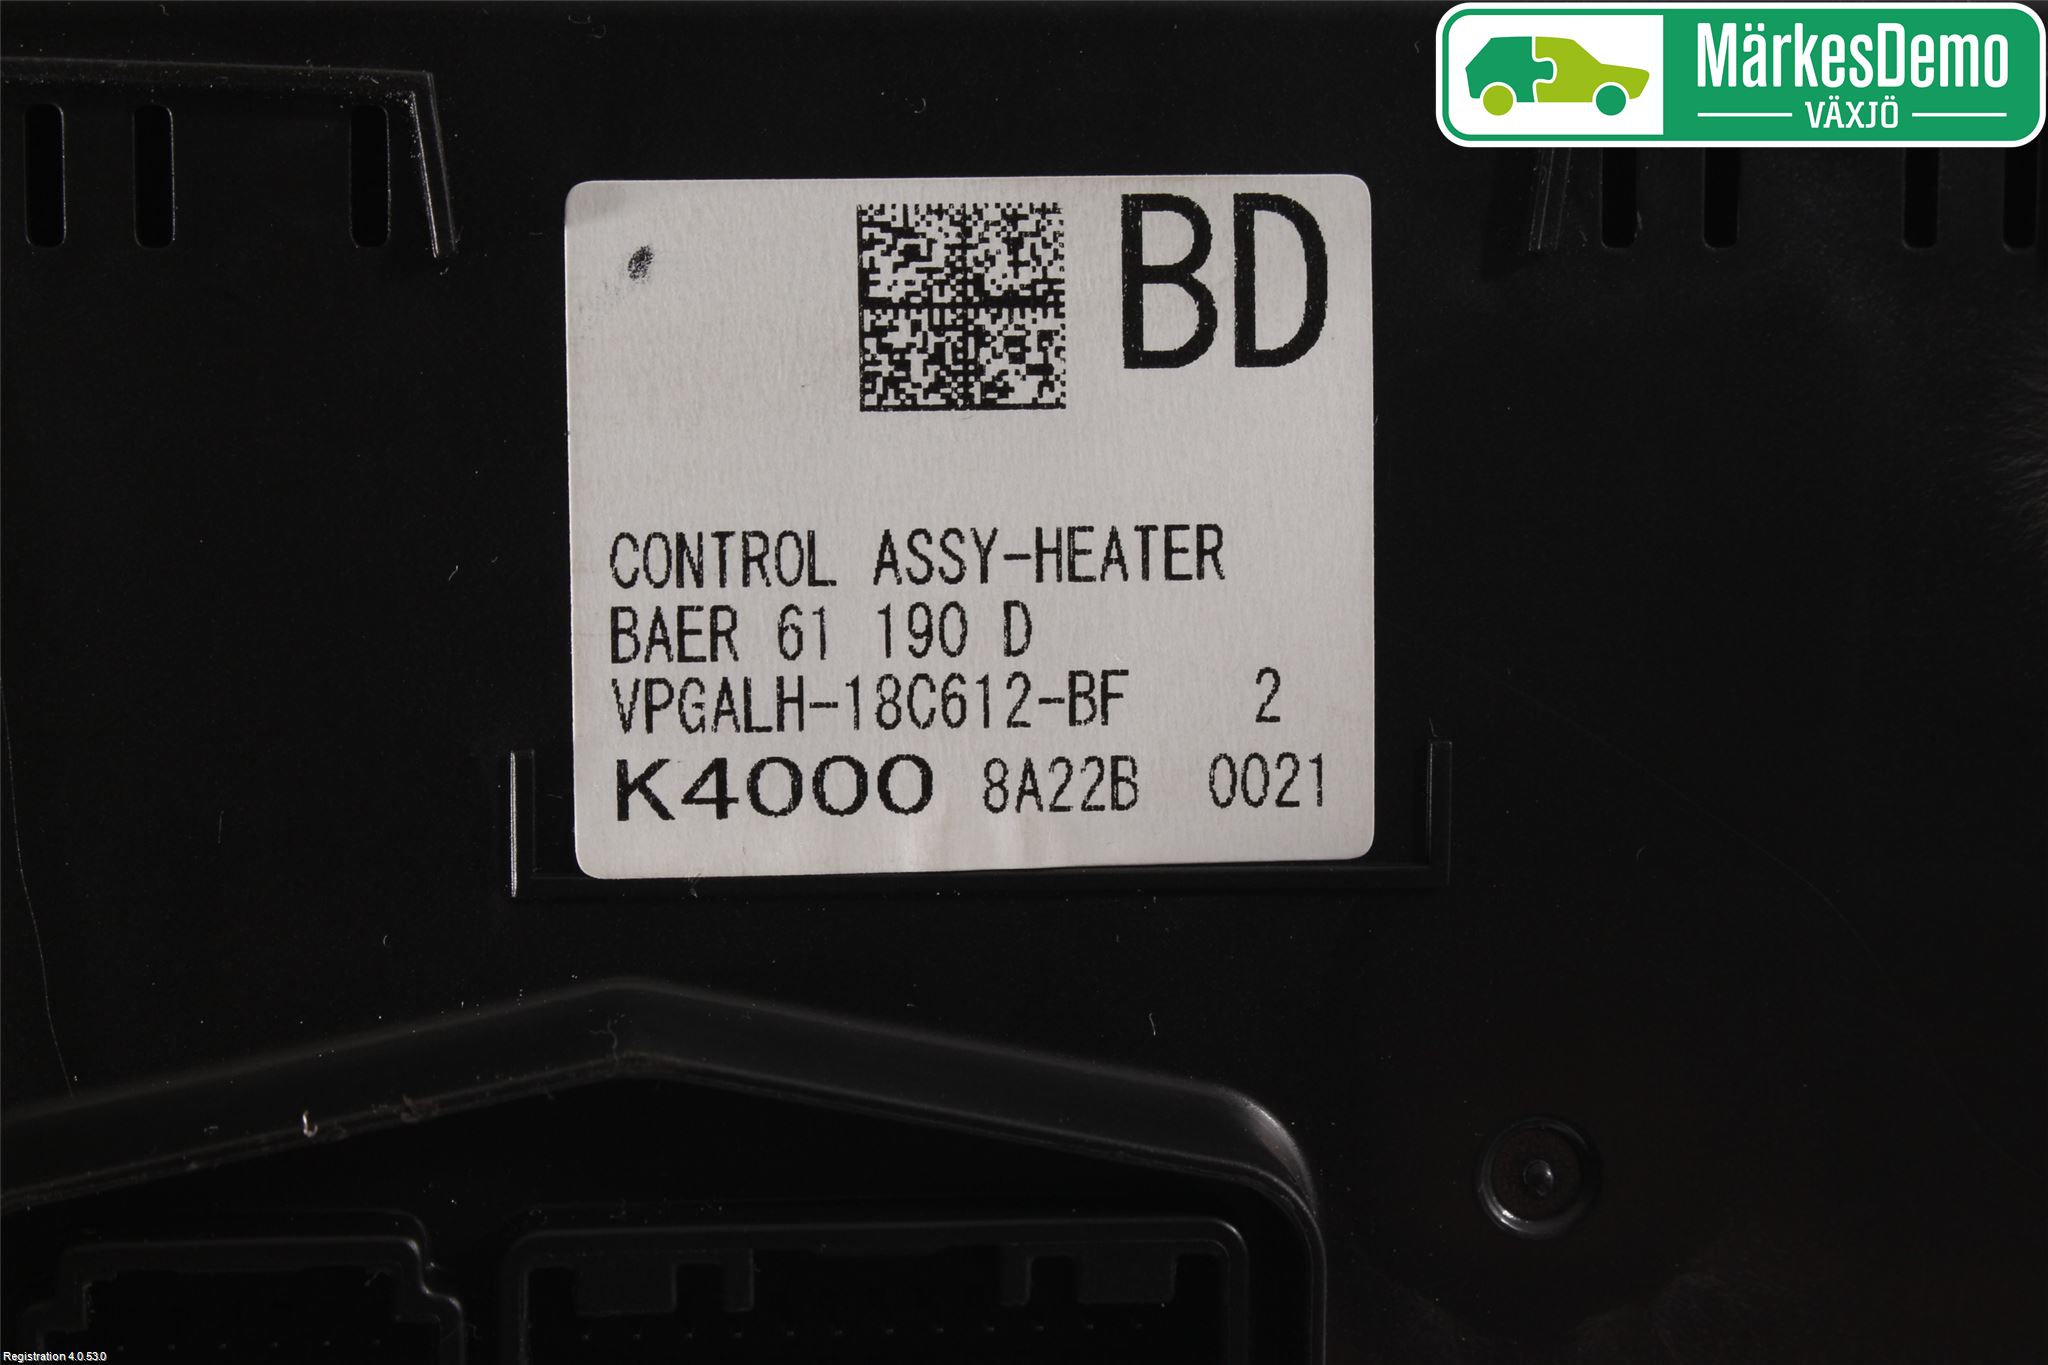 MärkesDemo
VÄXJÖ
BD
CONTROL ASSY-HEATER
BAER 61 190 D
VPGALH-18C612-BF 2
K4000 8A22B 0021
Registration 4.0.53.0